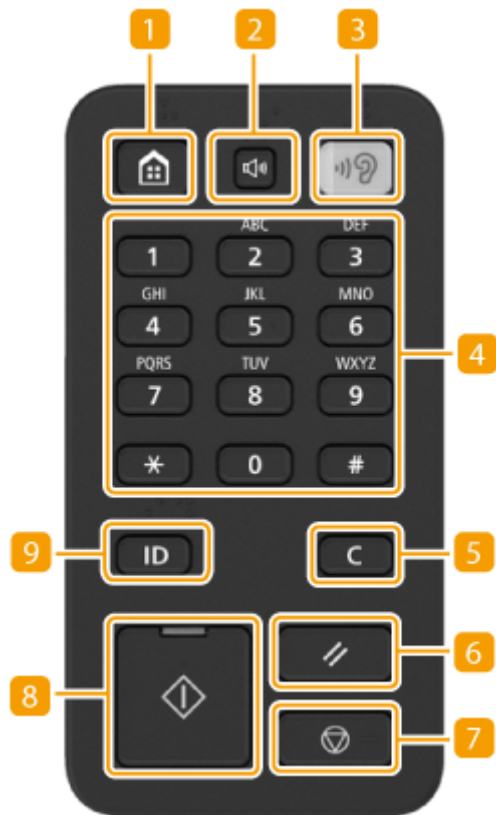 1 2 3
ABC DEF
1 2 3
GHI JKL MNO
4 5 6
4
PQRS TUV WXYZ
7 8 9
* 0 #
9 ID C 5
6
8
7